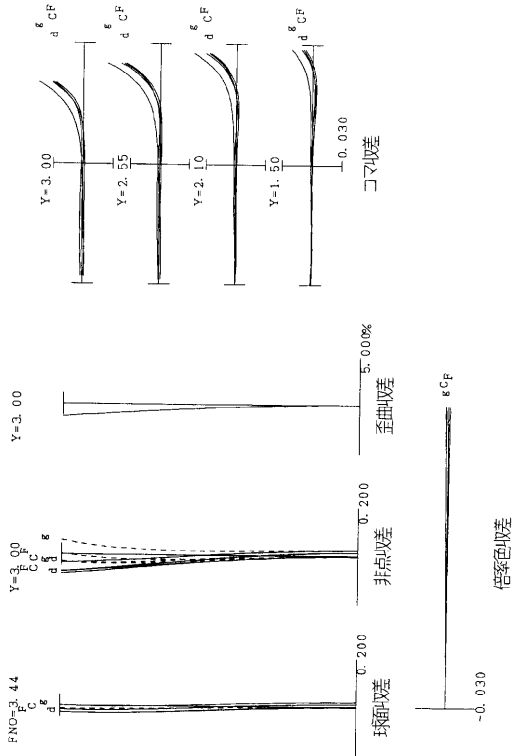 FNO=3.44
F
C
g
d
0.200
球面収差
Y=3.00
F F
C C
g
d d
g
0.200
非点収差
Y=3.00
5.000%
歪曲収差
-0.030
g C F
倍率色収差
Y=3.00
d g C F
Y=2.55
d g C F
Y=2.10
d g C F
Y=1.50
d g C F
0.030
コマ収差